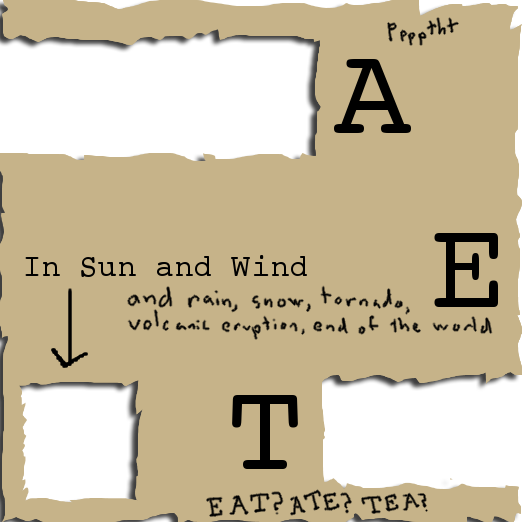 Pppptht
A
E
In Sun and Wind
and rain, snow, tornado,
volcanic eruption, end of the world
T
EAT? ATE? TEA?